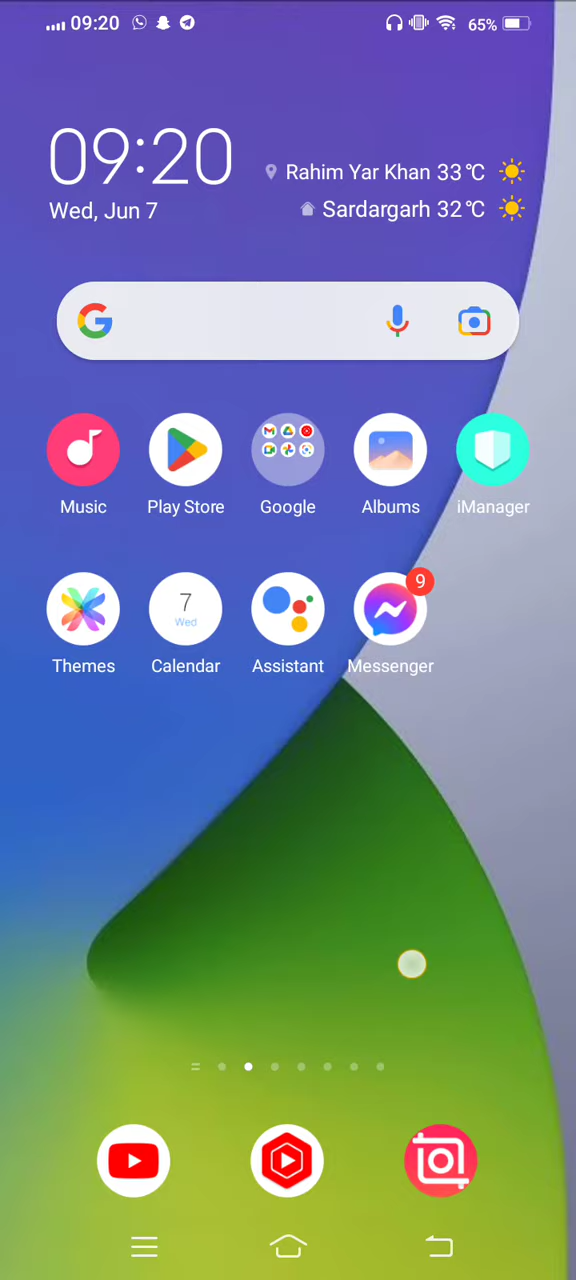 09:20
65%
09:20
Wed, Jun 7
Rahim Yar Khan 33℃
Sardargarh 32℃
Music
Play Store
Google
Albums
iManager
7
Wed
9
Themes
Calendar
Assistant
Messenger